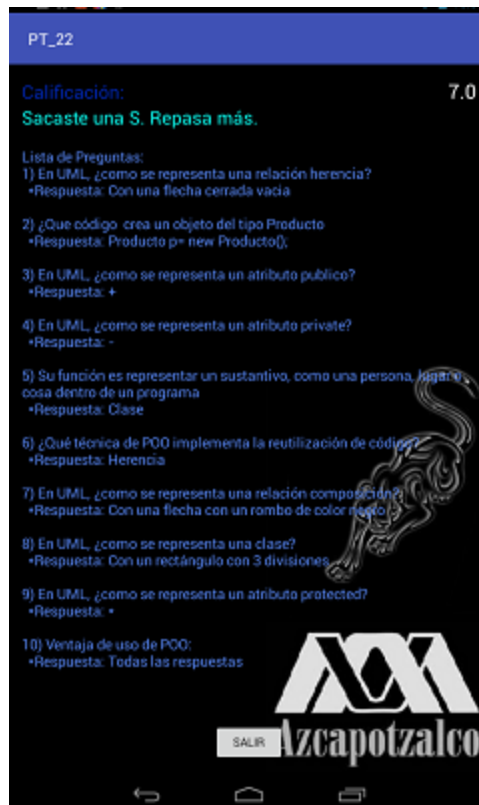 PT_22
Calificación: 7.0
Sacaste una S. Repasa más.
Lista de Preguntas:
1) En UML, ¿como se representa una relación herencia?
•Respuesta: Con una flecha cerrada vacia
2) ¿Que código crea un objeto del tipo Producto
•Respuesta: Producto p= new Producto();
3) En UML, ¿como se representa un atributo publico?
•Respuesta: +
4) En UML, ¿como se representa un atributo private?
•Respuesta: -
5) Su función es representar un sustantivo, como una persona, lugar o
cosa dentro de un programa
•Respuesta: Clase
6) ¿Qué técnica de POO implementa la reutilización de código?
•Respuesta: Herencia
7) En UML, ¿como se representa una relación composición?
•Respuesta: Con una flecha con un rombo de color negro
8) En UML, ¿como se representa una clase?
•Respuesta: Con un rectángulo con 3 divisiones
9) En UML, ¿como se representa un atributo protected?
•Respuesta:
10) Ventaja de uso de POO:
•Respuesta: Todas las respuestas
Azcapotzalco
SALIR